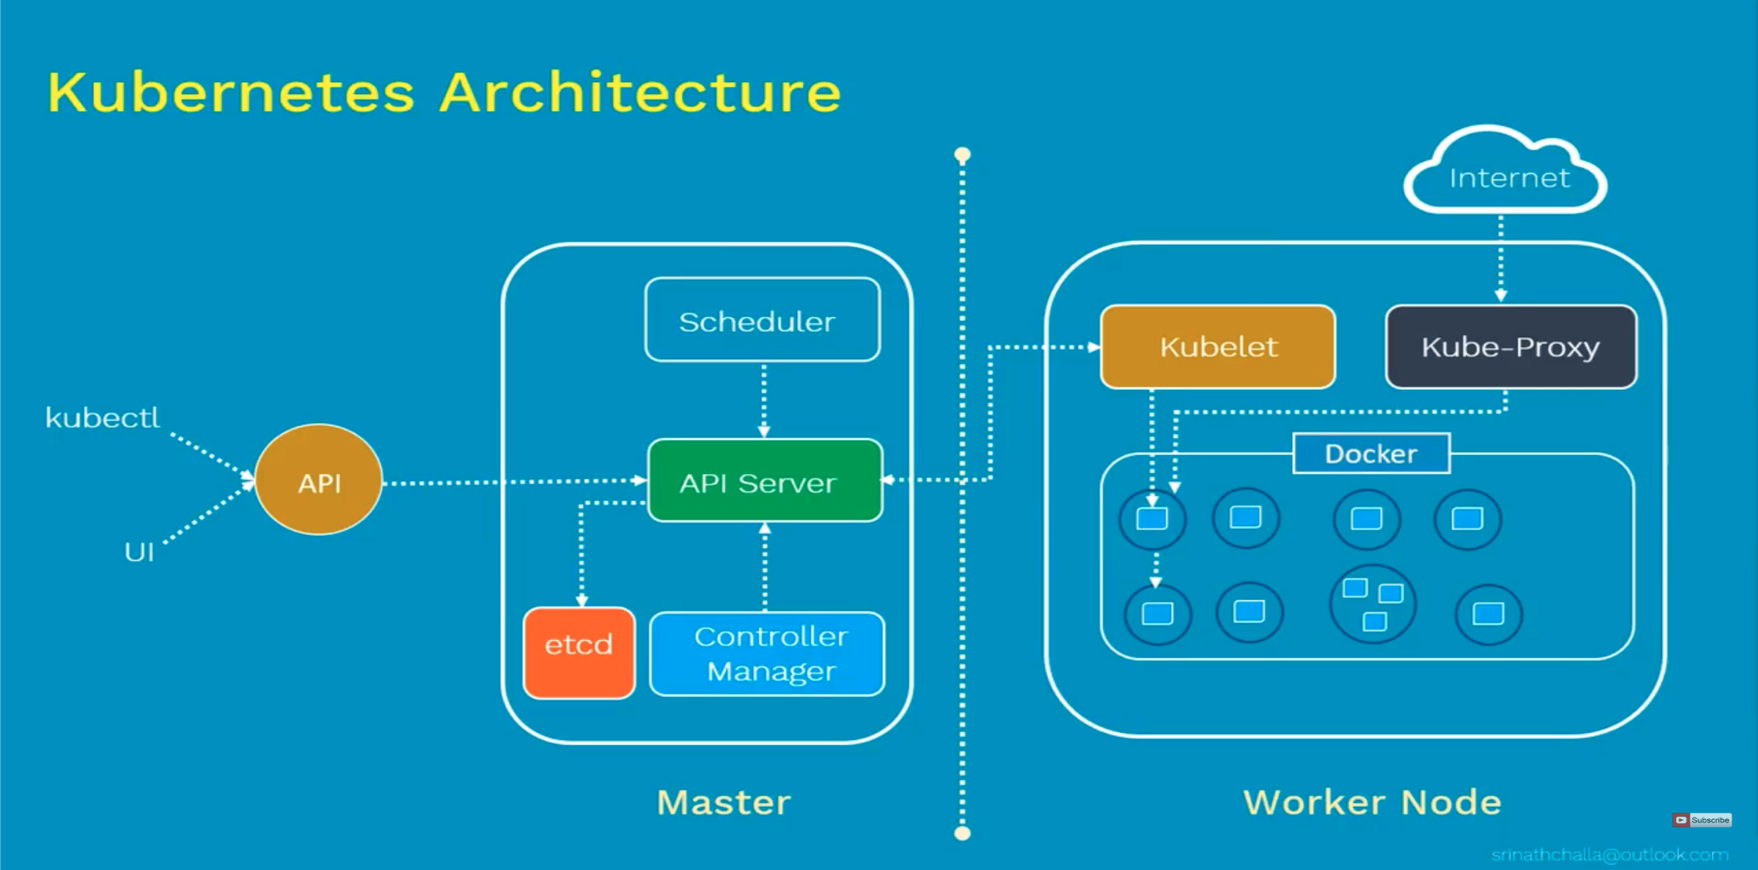 Kubernetes Architecture
Internet
Scheduler
Kubelet
Kube-Proxy
kubectl
API
API Server
Docker
UI
etcd
Controller
Manager
Master
Worker Node
Subscribe
srinathchalla@outlook.com